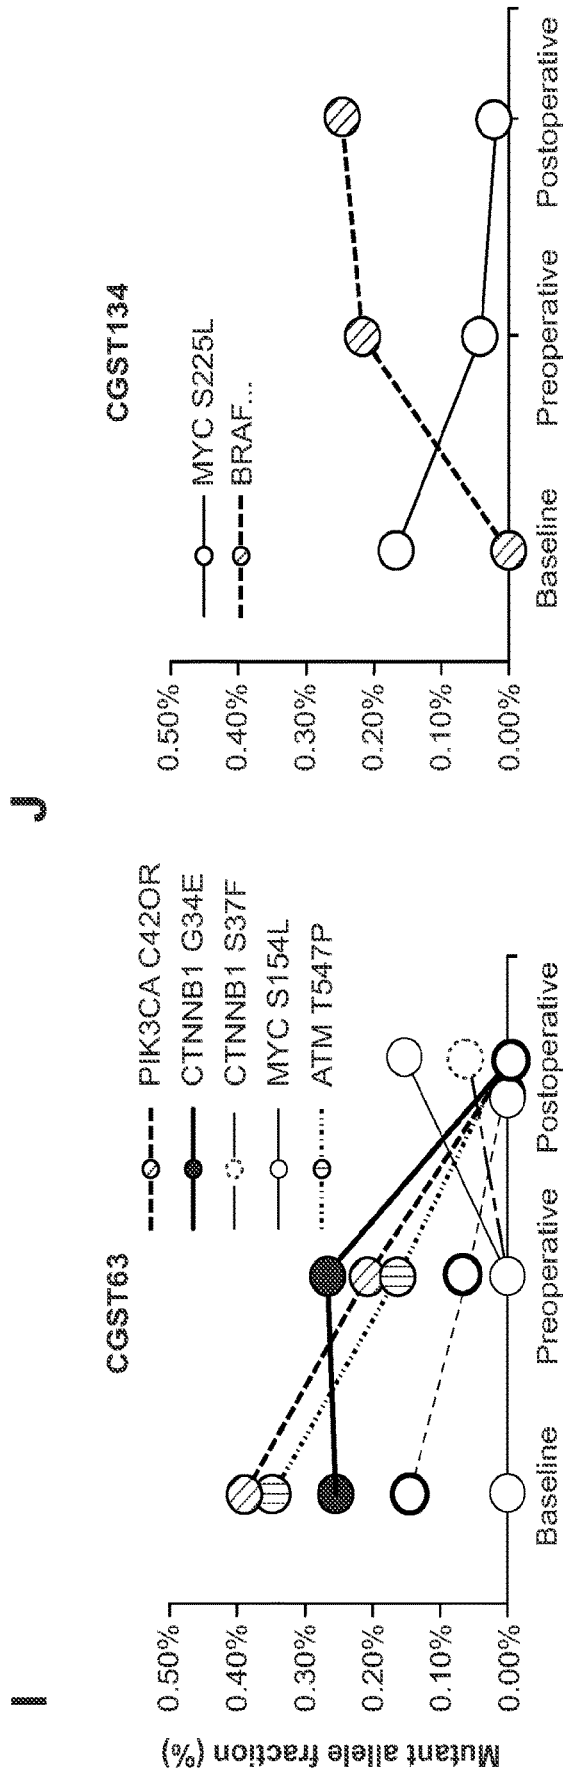 I
CGST63
PIK3CA C42OR
CTNNB1 G34E
CTNNB1 S37F
MYC S154L
ATM T547P
Mutant allele fraction (%)
0.50%
0.40%
0.30%
0.20%
0.10%
0.00%
Baseline Preoperative Postoperative
J
CGST134
MYC S225L
BRAF...
0.50%
0.40%
0.30%
0.20%
0.10%
0.00%
Baseline Preoperative Postoperative